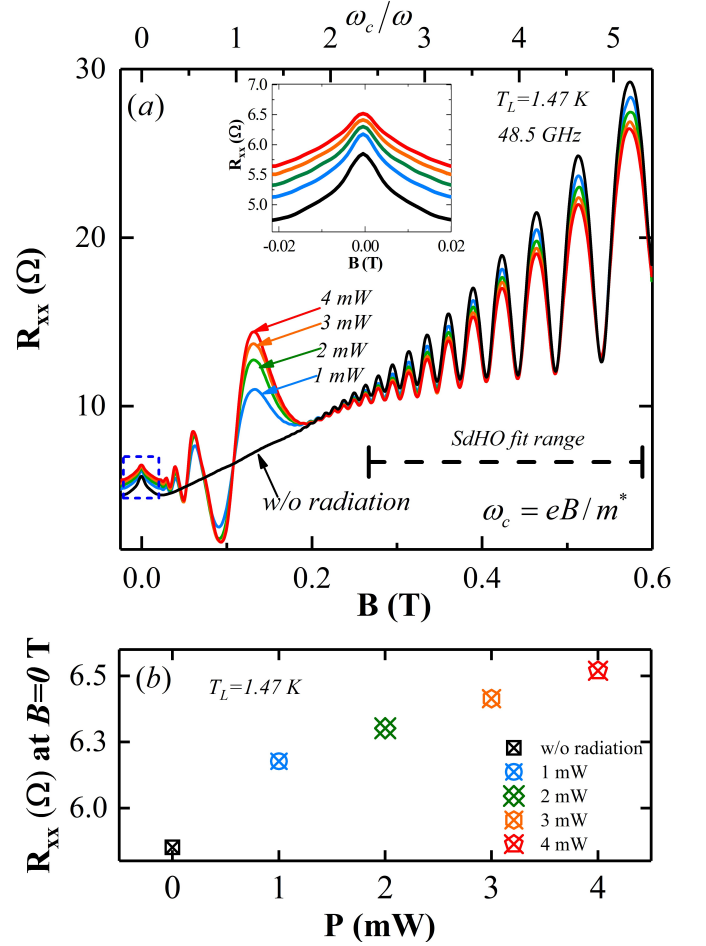 ω_c/ω
0 1 2 3 4 5
(a)
T_L=1.47 K
48.5 GHz
7.0
6.5
6.0
5.5
5.0
R_xx (Ω)
-0.02 0.00 0.02
B (T)
30
20
10
R_xx (Ω)
4 mW
3 mW
2 mW
1 mW
SdHO fit range
w/o radiation
ω_c = eB/m*
0.0 0.2 0.4 0.6
B (T)
(b)
T_L=1.47 K
6.5
6.3
6.0
R_xx (Ω) at B=0 T
w/o radiation
1 mW
2 mW
3 mW
4 mW
0 1 2 3 4
P (mW)